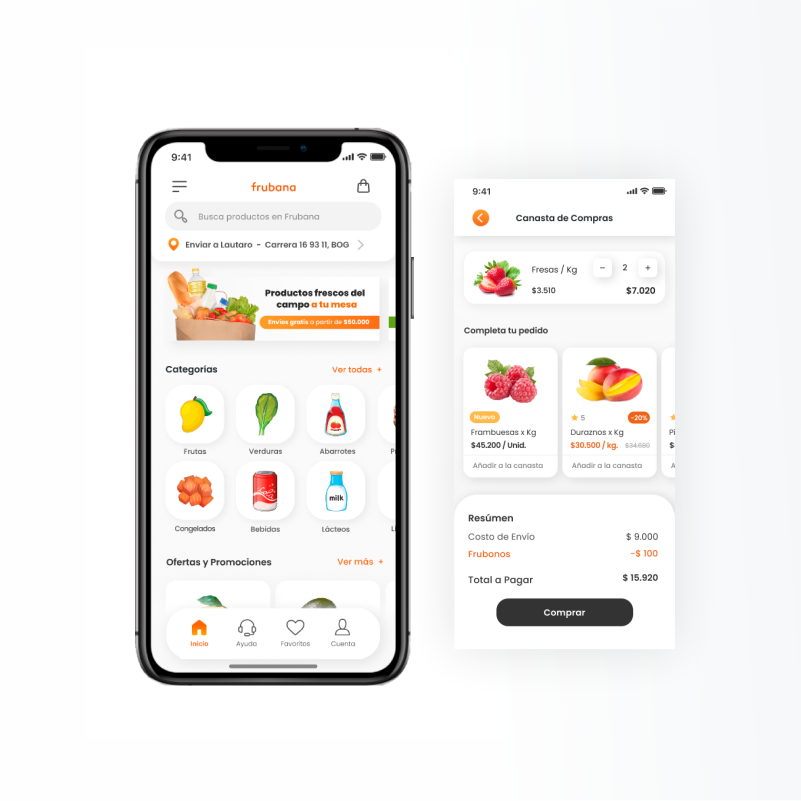 9:41
frubana
Busca productos en Frubana
Enviar a Lautaro - Carrera 16 93 11, BOG
Productos frescos del
campo a tu mesa
Envíos gratis a partir de $50.000
Categorías
Ver todas +
Frutas
Verduras
Abarrotes
Congelados
milk
Bebidas
Lácteos
Ofertas y Promociones
Ver más +
Inicio
Ayuda
Favoritos
Cuenta
9:41
Canasta de Compras
Fresas / Kg
− 2 +
$3.510
$7.020
Completa tu pedido
Nuevo
Frambuesas x Kg
$45.200 / Unid.
Añadir a la canasta
5
-20%
Duraznos x Kg
$30.500 / kg. $34.680
Añadir a la canasta
Resúmen
Costo de Envío $ 9.000
Frubonos -$ 100
Total a Pagar $ 15.920
Comprar